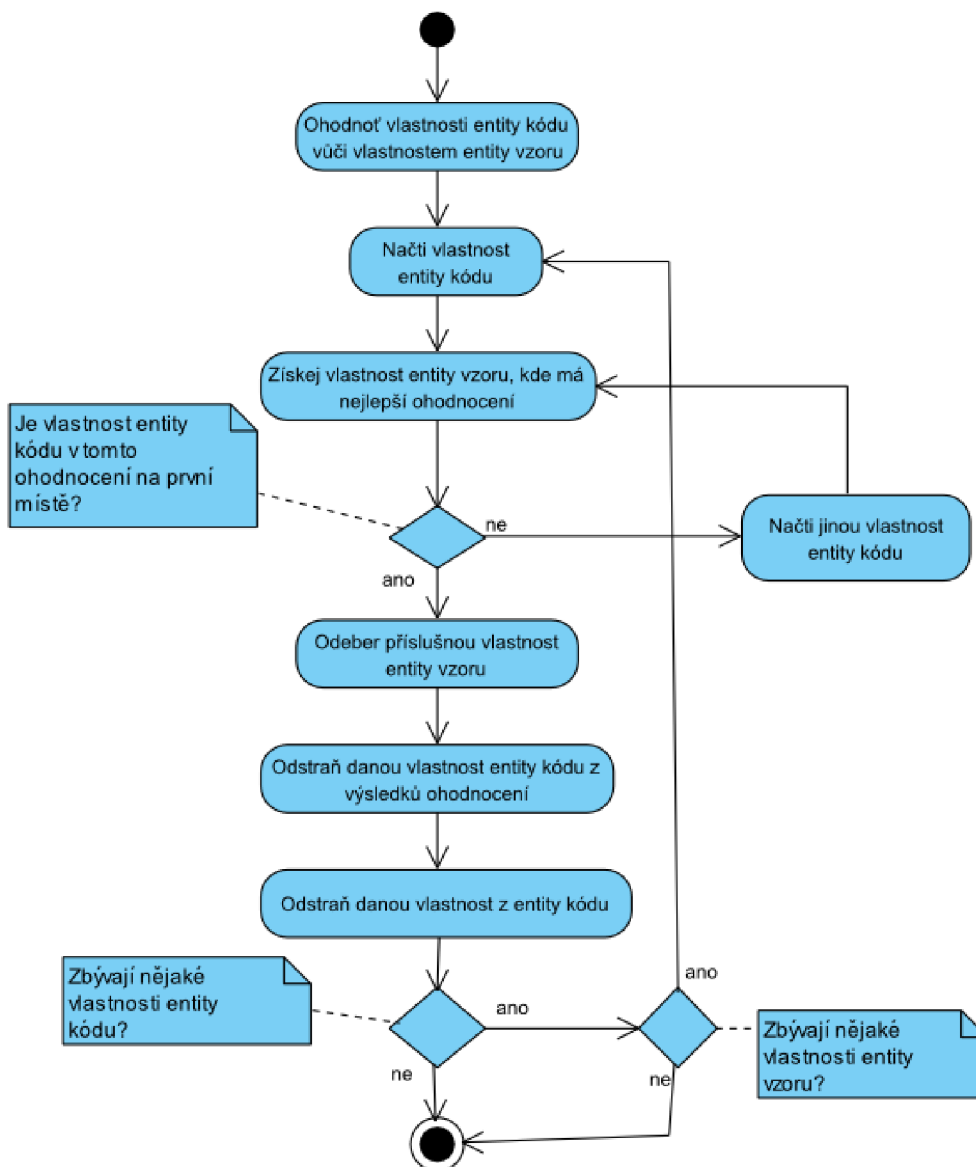 Ohodnoť vlastnosti entity kódu
vůči vlastnostem entity vzoru
Načti vlastnost
entity kódu
Získej vlastnost entity vzoru, kde má
nejlepší ohodnocení
Je vlastnost entity
kódu v tomto
ohodnocení na první
místě?
ne
Načti jinou vlastnost
entity kódu
ano
Odeber příslušnou vlastnost
entity vzoru
Odstraň danou vlastnost entity kódu z
výsledků ohodnocení
Odstraň danou vlastnost z entity kódu
Zbývají nějaké
vlastnosti entity
kódu?
ano
ano
Zbývají nějaké
vlastnosti entity
vzoru?
ne
ne